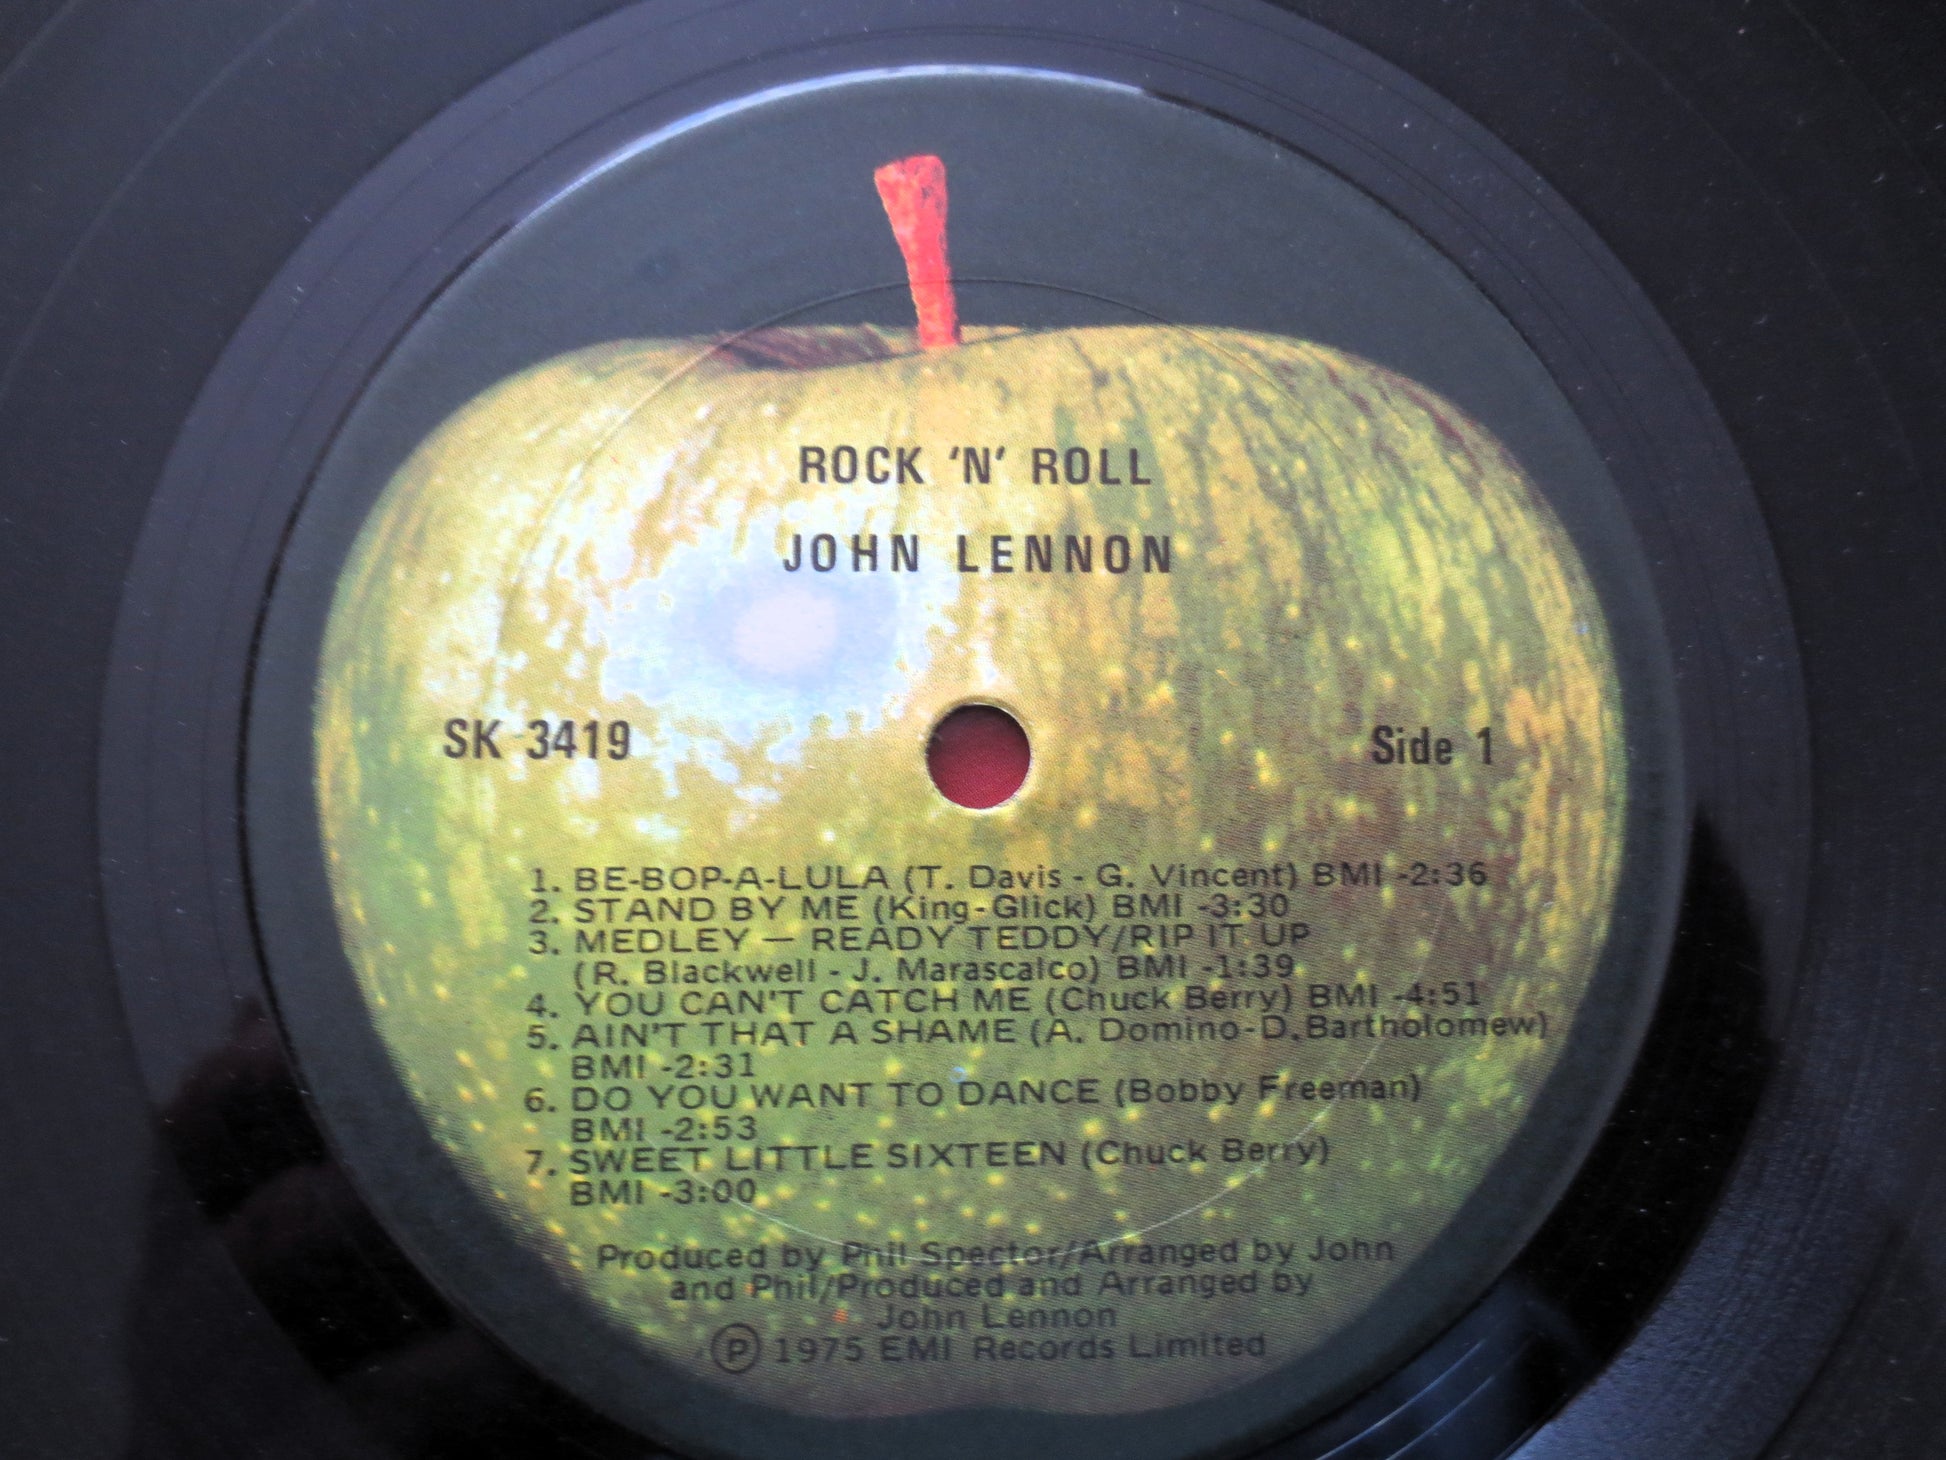 ROCK ‘N‘ ROLL
JOHN LENNON
SK 3419
Side 1
1. BE-BOP-A-LULA (T. Davis - G. Vincent) BMI -2:36
2. STAND BY ME (King-Glick) BMI -3:30
3. MEDLEY — READY TEDDY/RIP IT UP
(R. Blackwell - J. Marascalco) BMI -1:39
4. YOU CAN'T CATCH ME (Chuck Berry) BMI -4:51
5. AIN'T THAT A SHAME (A. Domino-D.Bartholomew)
BMI -2:31
6. DO YOU WANT TO DANCE (Bobby Freeman)
BMI -2:53
7. SWEET LITTLE SIXTEEN (Chuck Berry)
BMI -3:00
Produced by Phil Spector/Arranged by John
and Phil/Produced and Arranged by
John Lennon
Ⓟ 1975 EMI Records Limited